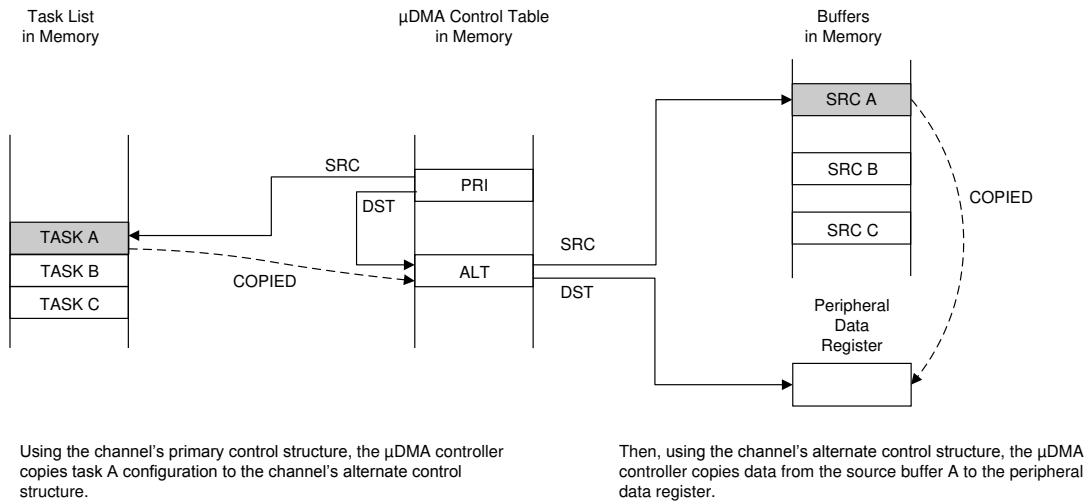 Task List
in Memory
µDMA Control Table
in Memory
Buffers
in Memory
SRC A
SRC B
SRC C
COPIED
SRC
PRI
DST
TASK A
TASK B
TASK C
COPIED
ALT
SRC
DST
Peripheral
Data
Register
Using the channel's primary control structure, the µDMA controller
copies task A configuration to the channel's alternate control
structure.
Then, using the channel's alternate control structure, the µDMA
controller copies data from the source buffer A to the peripheral
data register.